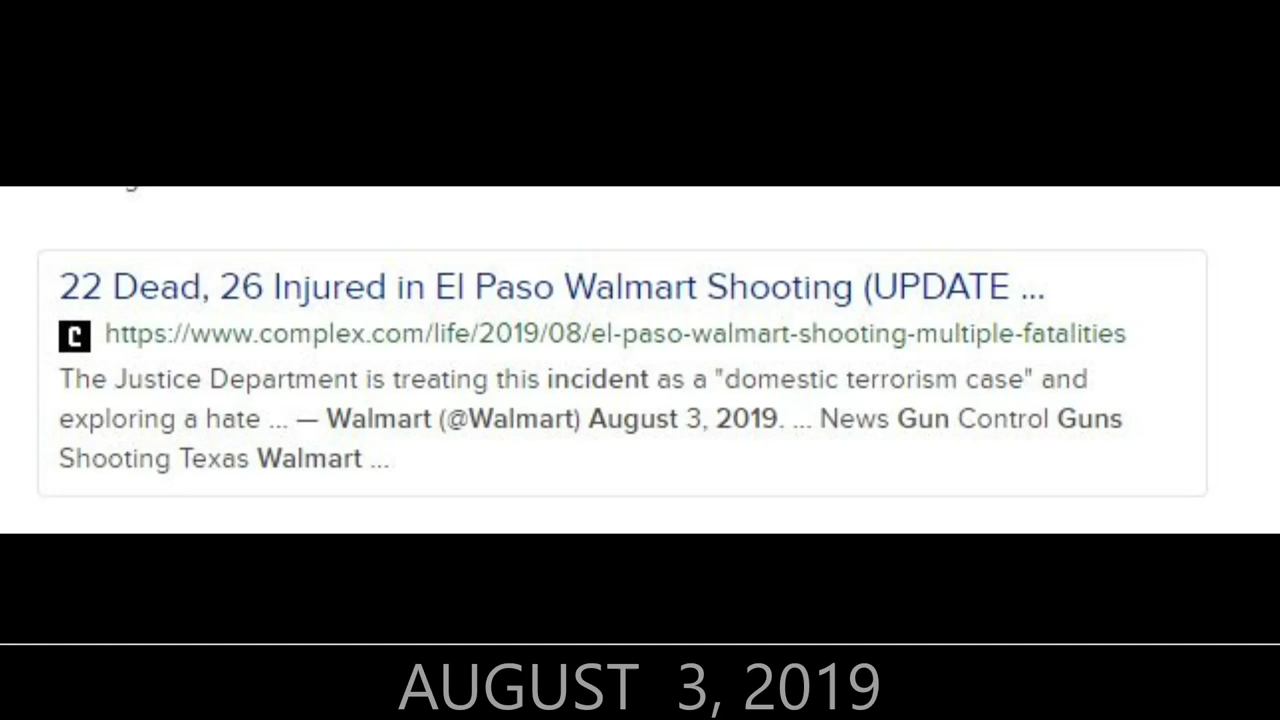 22 Dead, 26 Injured in El Paso Walmart Shooting (UPDATE ...
C https://www.complex.com/life/2019/08/el-paso-walmart-shooting-multiple-fatalities
The Justice Department is treating this incident as a "domestic terrorism case" and
exploring a hate ... — Walmart (@Walmart) August 3, 2019. ... News Gun Control Guns
Shooting Texas Walmart ...
AUGUST 3, 2019